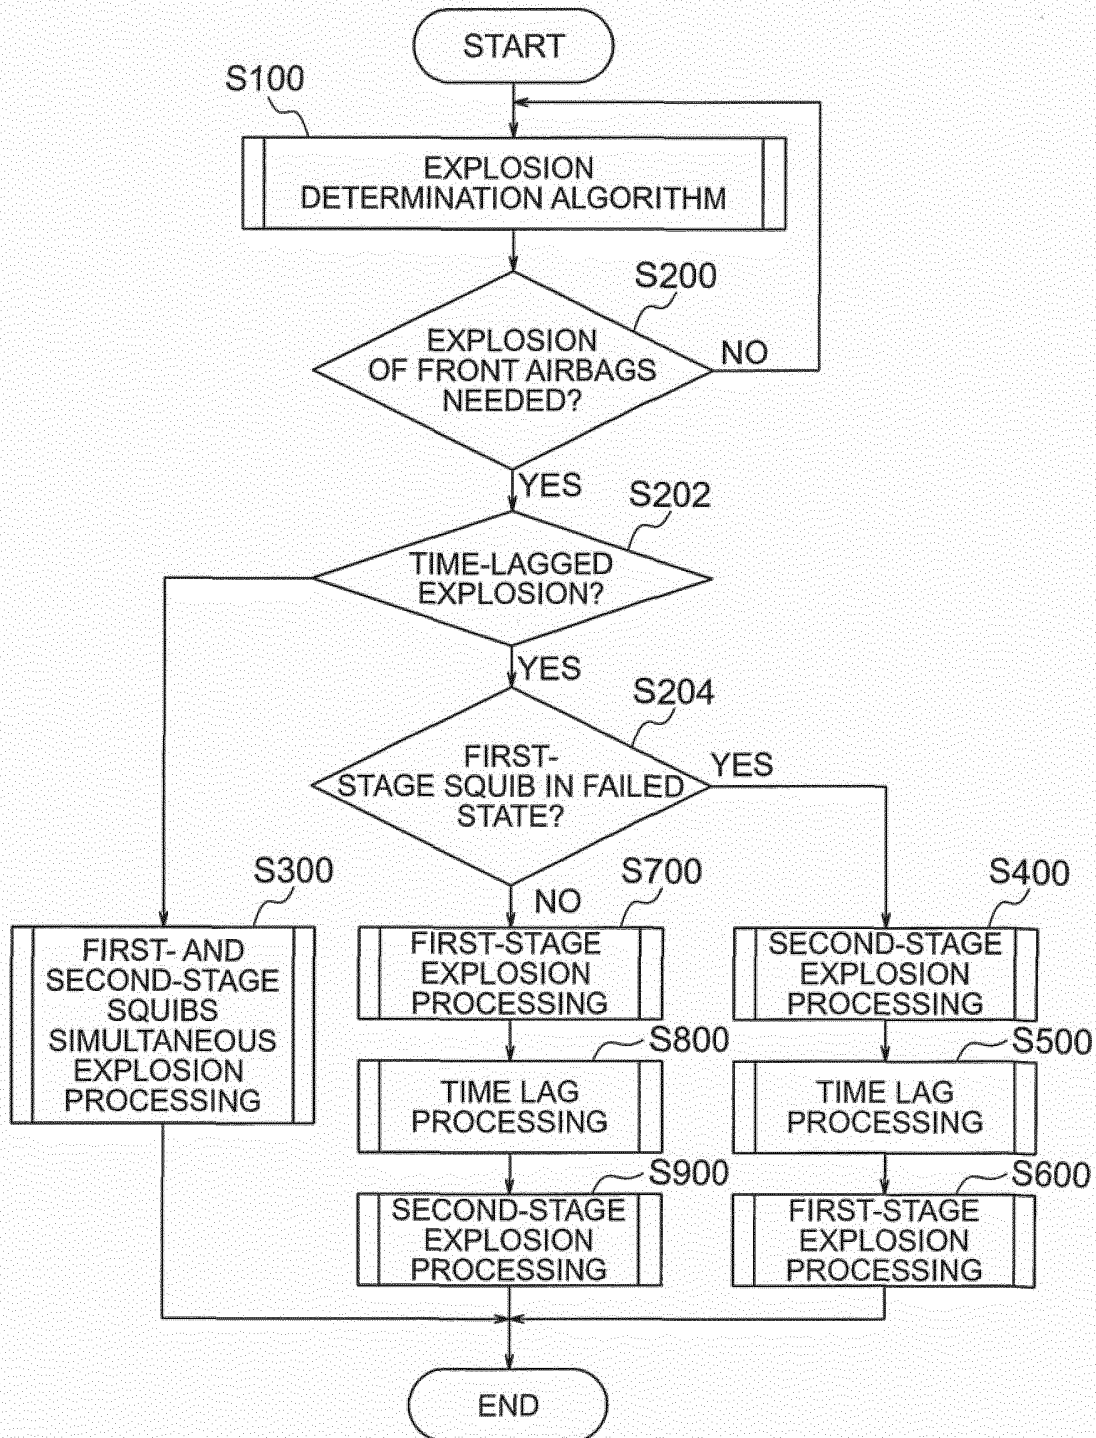 START
S100
EXPLOSION
DETERMINATION ALGORITHM
S200
EXPLOSION
OF FRONT AIRBAGS
NEEDED?
NO
YES
S202
TIME-LAGGED
EXPLOSION?
YES
S204
FIRST-
STAGE SQUIB IN FAILED
STATE?
YES
NO
S300
FIRST- AND
SECOND-STAGE
SQUIBS
SIMULTANEOUS
EXPLOSION
PROCESSING
S700
FIRST-STAGE
EXPLOSION
PROCESSING
S400
SECOND-STAGE
EXPLOSION
PROCESSING
S800
TIME LAG
PROCESSING
S500
TIME LAG
PROCESSING
S900
SECOND-STAGE
EXPLOSION
PROCESSING
S600
FIRST-STAGE
EXPLOSION
PROCESSING
END